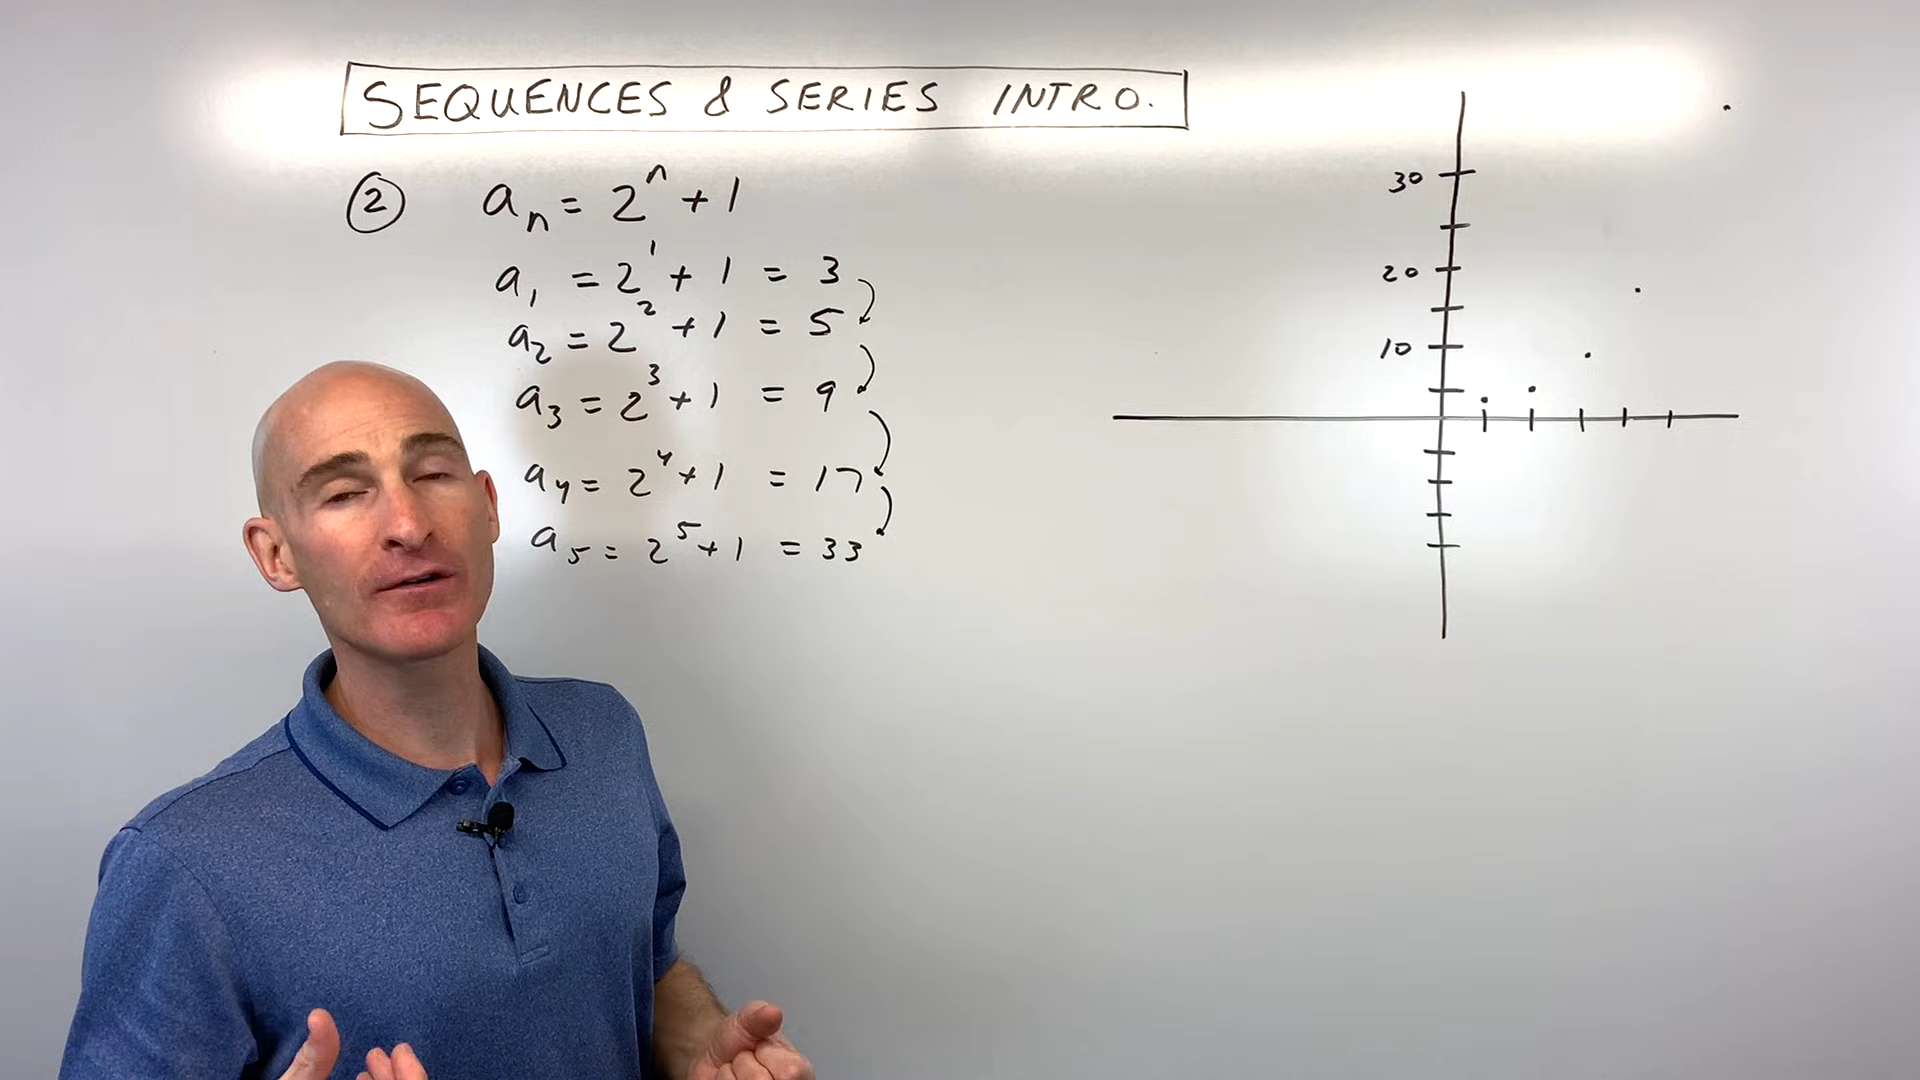 SEQUENCES & SERIES INTRO.
② aₙ = 2ⁿ + 1
a₁ = 2¹ + 1 = 3
a₂ = 2² + 1 = 5
a₃ = 2³ + 1 = 9
a₄ = 2⁴ + 1 = 17
a₅ = 2⁵ + 1 = 33
30
20
10